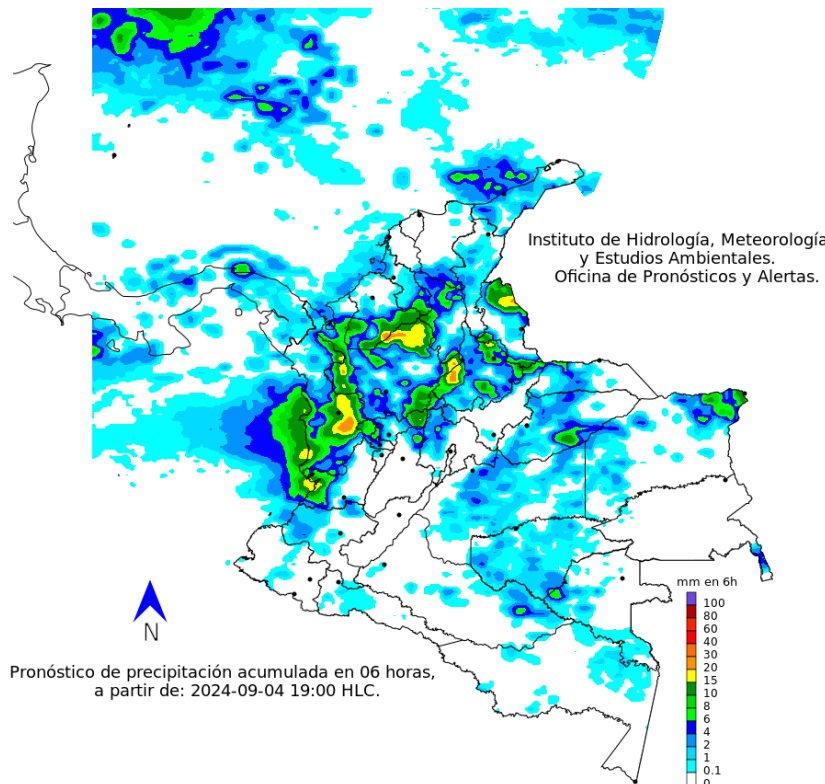 Instituto de Hidrología, Meteorología
y Estudios Ambientales.
Oficina de Pronósticos y Alertas.
N
Pronóstico de precipitación acumulada en 06 horas,
a partir de: 2024-09-04 19:00 HLC.
mm en 6h
100
80
60
40
30
20
15
10
8
6
4
2
1
0.1
0